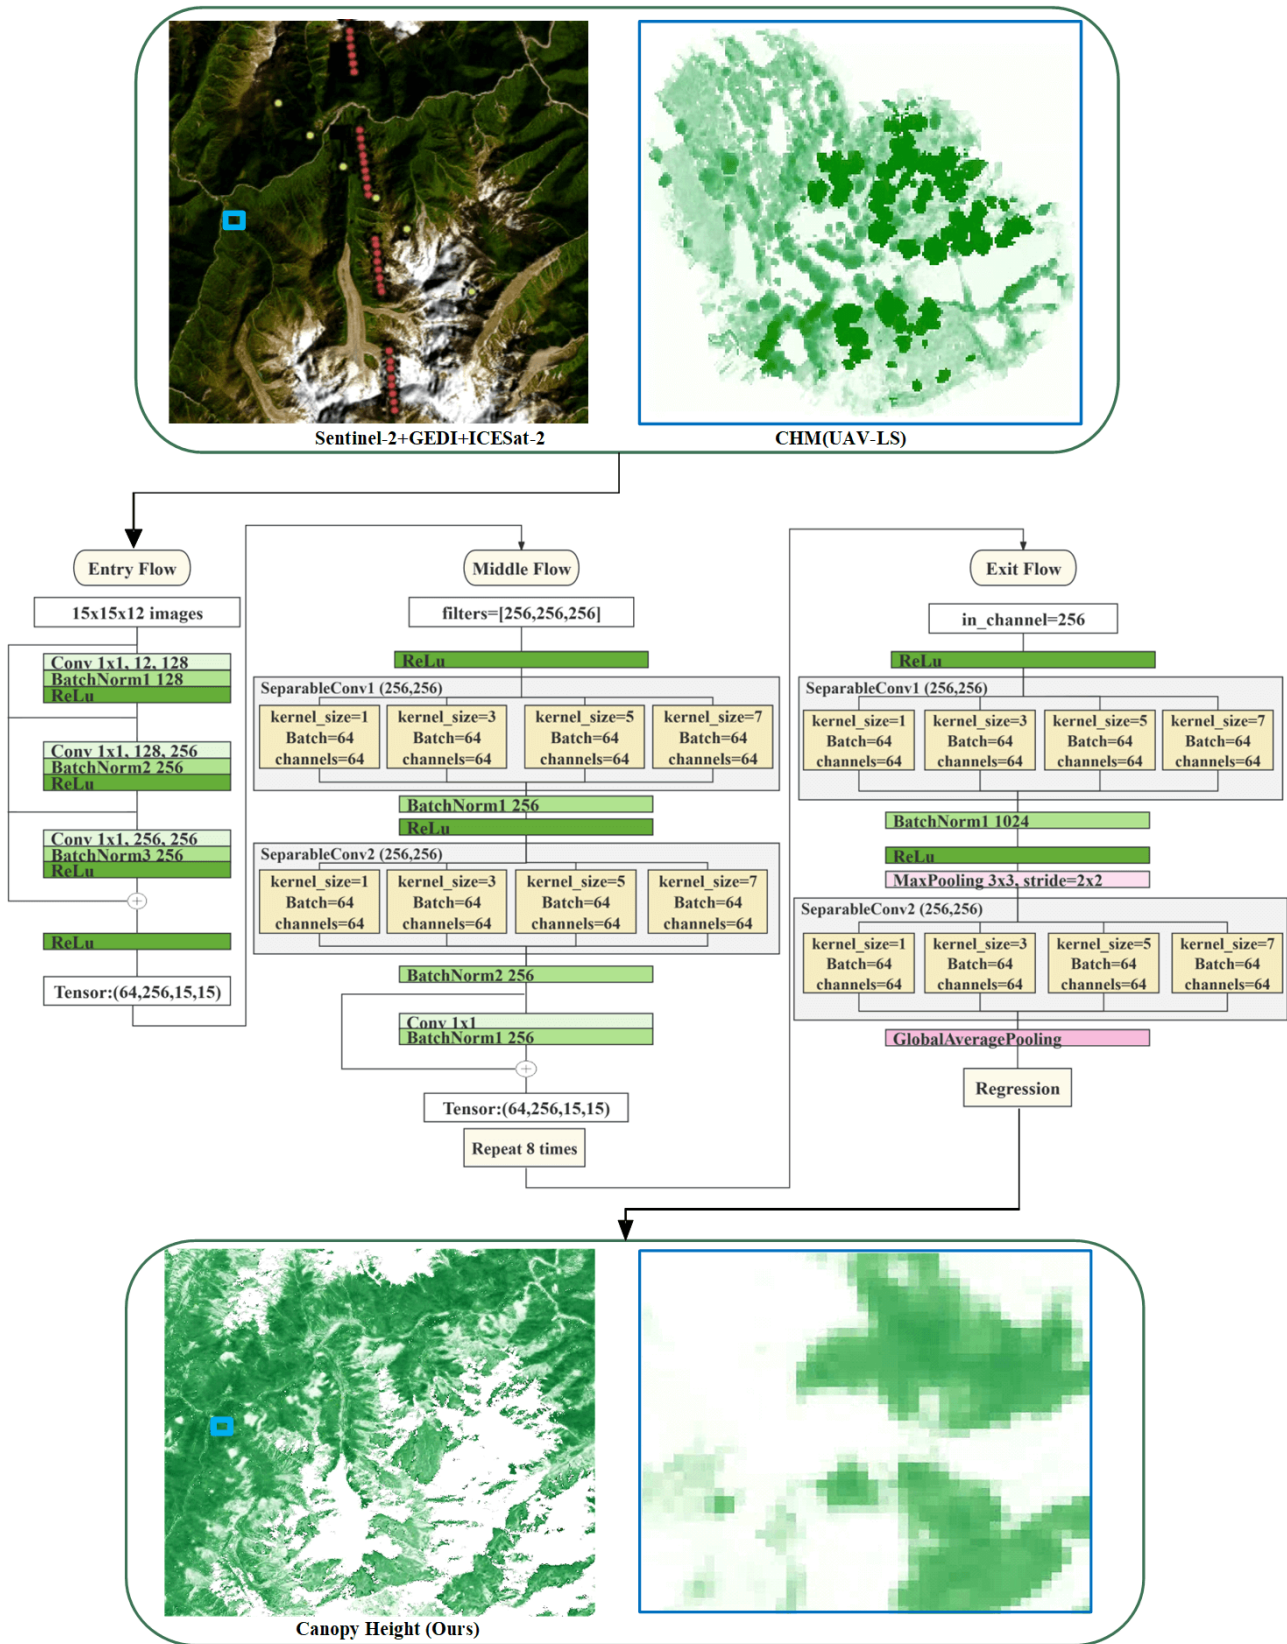 Sentinel-2+GEDI+ICESat-2
CHM(UAV-LS)
Entry Flow
15x15x12 images
Conv 1x1, 12, 128
BatchNorm1 128
ReLu
Conv 1x1, 128, 256
BatchNorm2 256
ReLu
Conv 1x1, 256, 256
BatchNorm3 256
ReLu
ReLu
Tensor:(64,256,15,15)
Middle Flow
filters=[256,256,256]
ReLu
SeparableConv1 (256,256)
kernel_size=1
Batch=64
channels=64
kernel_size=3
Batch=64
channels=64
kernel_size=5
Batch=64
channels=64
kernel_size=7
Batch=64
channels=64
BatchNorm1 256
ReLu
SeparableConv2 (256,256)
kernel_size=1
Batch=64
channels=64
kernel_size=3
Batch=64
channels=64
kernel_size=5
Batch=64
channels=64
kernel_size=7
Batch=64
channels=64
BatchNorm2 256
Conv 1x1
BatchNorm1 256
Tensor:(64,256,15,15)
Repeat 8 times
Exit Flow
in_channel=256
ReLu
SeparableConv1 (256,256)
kernel_size=1
Batch=64
channels=64
kernel_size=3
Batch=64
channels=64
kernel_size=5
Batch=64
channels=64
kernel_size=7
Batch=64
channels=64
BatchNorm1 1024
ReLu
MaxPooling 3x3, stride=2x2
SeparableConv2 (256,256)
kernel_size=1
Batch=64
channels=64
kernel_size=3
Batch=64
channels=64
kernel_size=5
Batch=64
channels=64
kernel_size=7
Batch=64
channels=64
GlobalAveragePooling
Regression
Canopy Height (Ours)